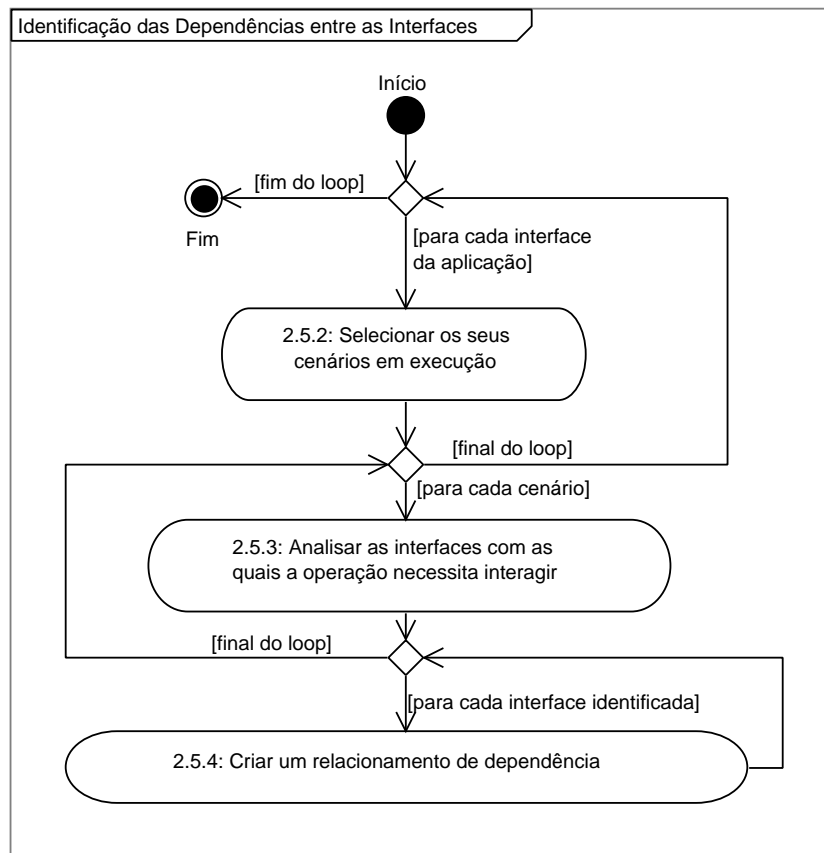 Identificação das Dependências entre as Interfaces
Início
[fim do loop]
Fim
[para cada interface
da aplicação]
2.5.2: Selecionar os seus
cenários em execução
[final do loop]
[para cada cenário]
2.5.3: Analisar as interfaces com as
quais a operação necessita interagir
[final do loop]
[para cada interface identificada]
2.5.4: Criar um relacionamento de dependência